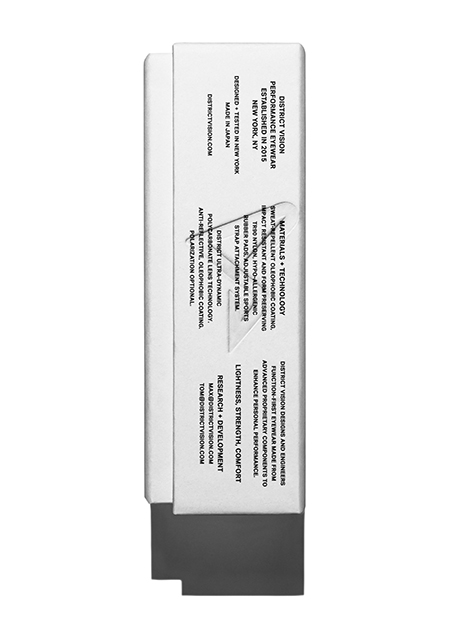 DISTRICT VISION
PERFORMANCE EYEWEAR
ESTABLISHED IN 2015
NEW YORK, NY
DESIGNED + TESTED IN NEW YORK
MADE IN JAPAN
DISTRICTVISION.COM
MATERIALS + TECHNOLOGY
SWEAT-REPELLENT OLEOPHOBIC COATING,
IMPACT RESISTANT AND FORM PRESERVING
TR90 NYLON, HYPO-ALLERGENIC
RUBBER PADS, ADJUSTABLE SPORTS
STRAP ATTACHMENT SYSTEM.
DISTRICT ULTRA-DYNAMIC
POLYCARBONATE LENS TECHNOLOGY,
ANTI-REFLECTIVE, OLEOPHOBIC COATING.
POLARIZATION OPTIONAL.
DISTRICT VISION DESIGNS AND ENGINEERS
FUNCTION-FIRST EYEWEAR MADE FROM
ADVANCED PROPRIETARY COMPONENTS TO
ENHANCE PERSONAL PERFORMANCE.
LIGHTNESS, STRENGTH, COMFORT
RESEARCH + DEVELOPMENT
MAX@DISTRICTVISION.COM
TOM@DISTRICTVISION.COM